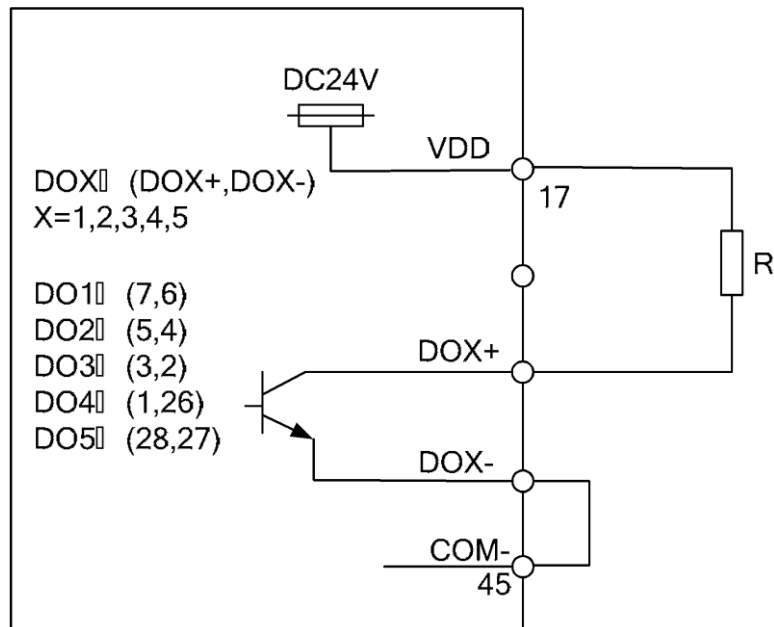 DC24V
VDD
17
DOX▯ (DOX+,DOX-)
X=1,2,3,4,5
R
DO1▯ (7,6)
DO2▯ (5,4)
DO3▯ (3,2)
DO4▯ (1,26)
DO5▯ (28,27)
DOX+
DOX-
COM-
45